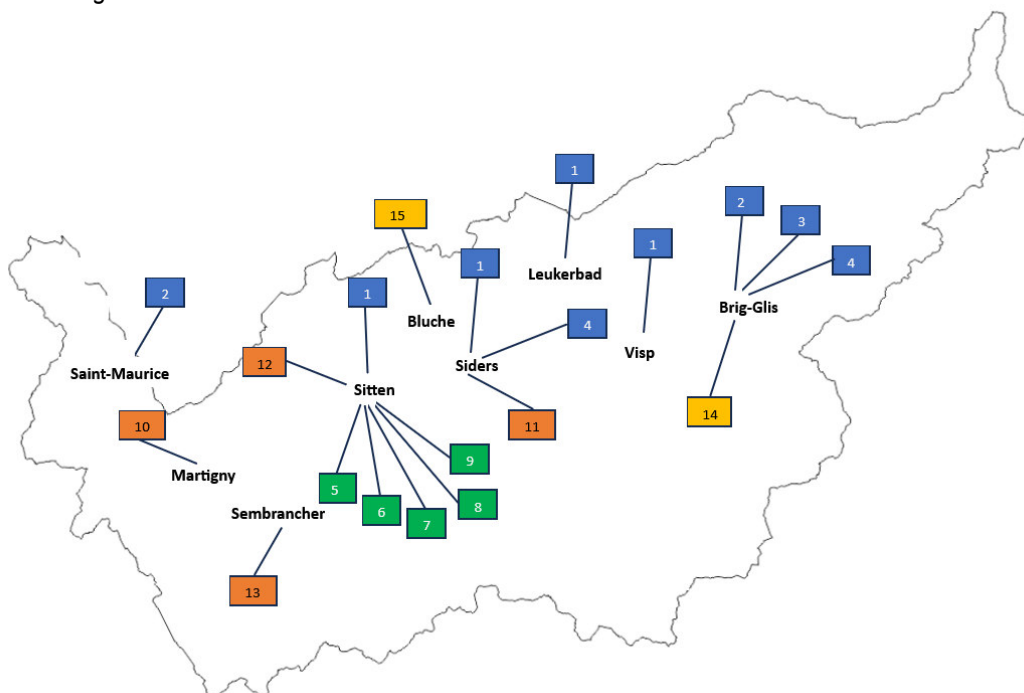 1
2
15
3
1
1
4
Leukerbad
2
1
Brig-Glis
Bluche
4
Visp
12
Siders
Saint-Maurice
Sitten
14
10
11
9
Martigny
5
8
6
Sembrancher
7
13